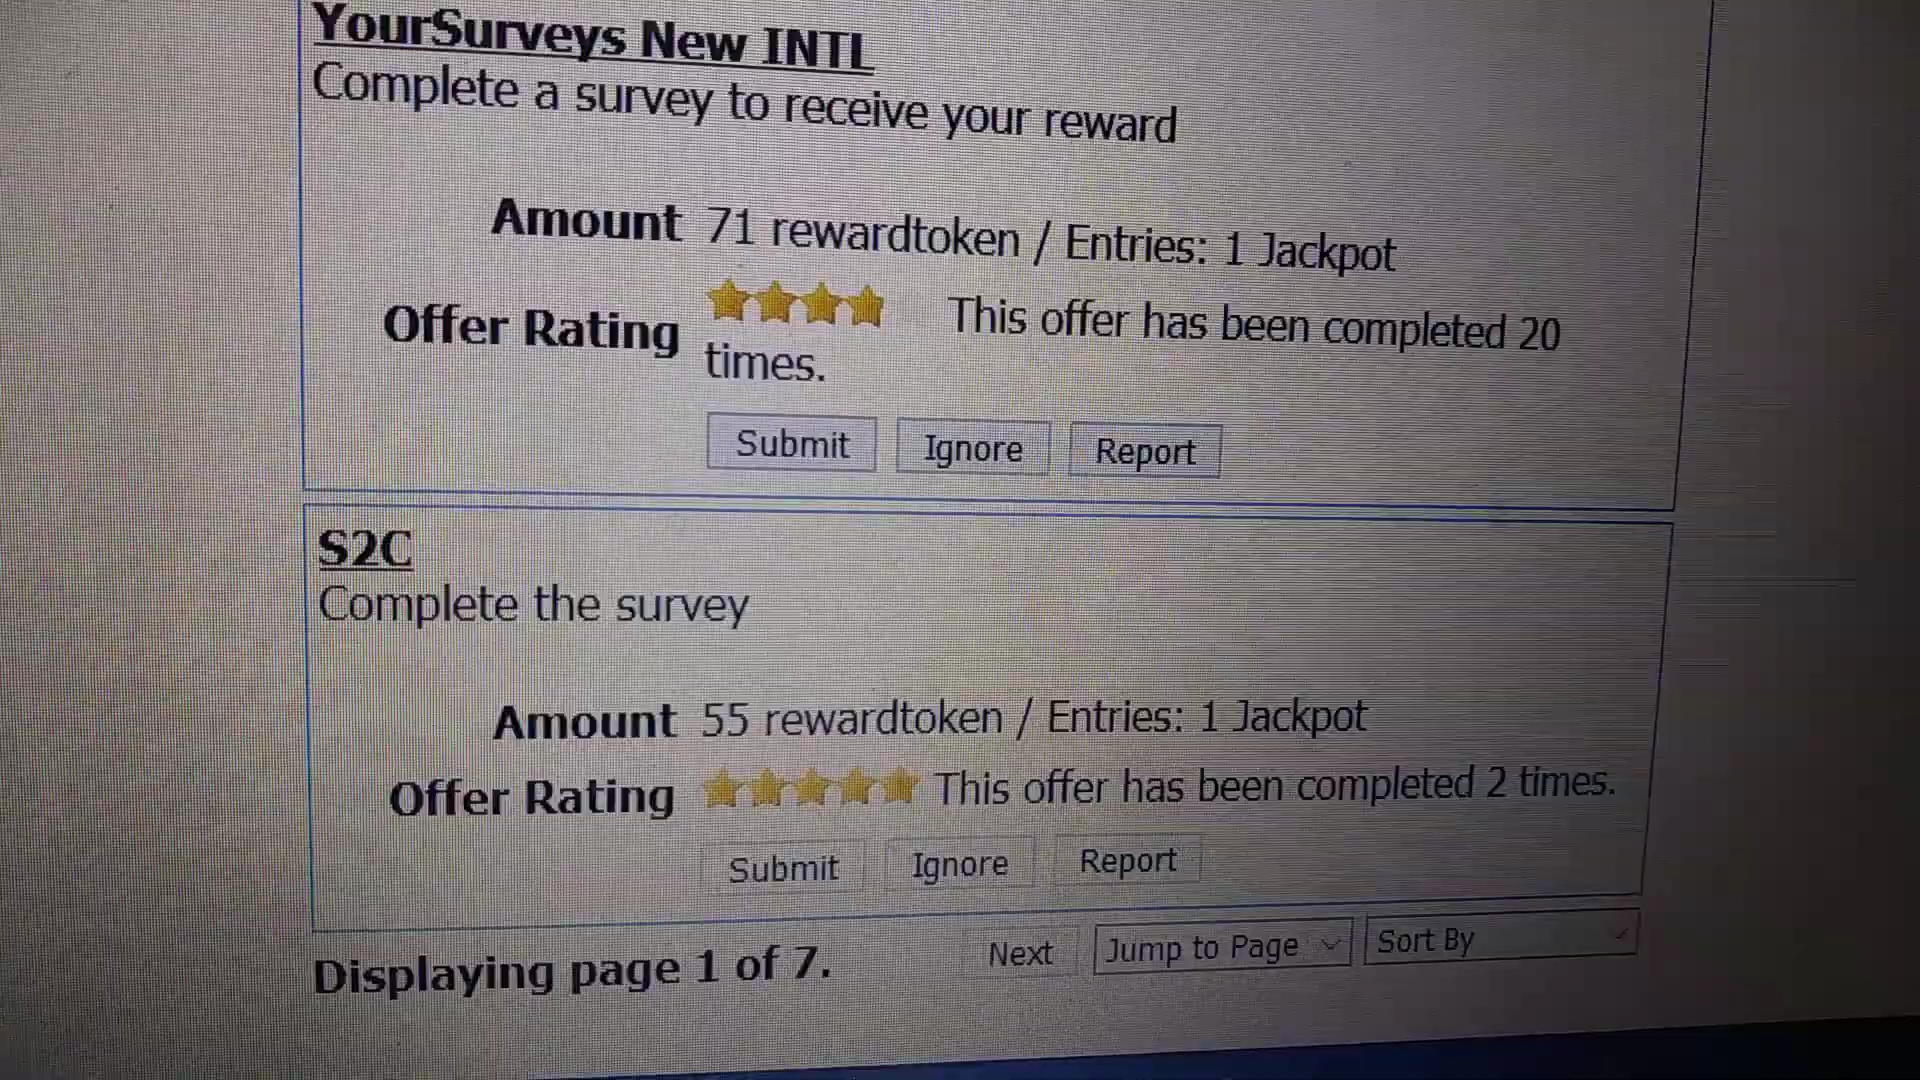 YourSurveys New INTL
Complete a survey to receive your reward
Amount 71 rewardtoken / Entries: 1 Jackpot
Offer Rating This offer has been completed 20
times.
Submit Ignore Report
S2C
Complete the survey
Amount 55 rewardtoken / Entries: 1 Jackpot
Offer Rating This offer has been completed 2 times.
Submit Ignore Report
Displaying page 1 of 7. Next Jump to Page Sort By